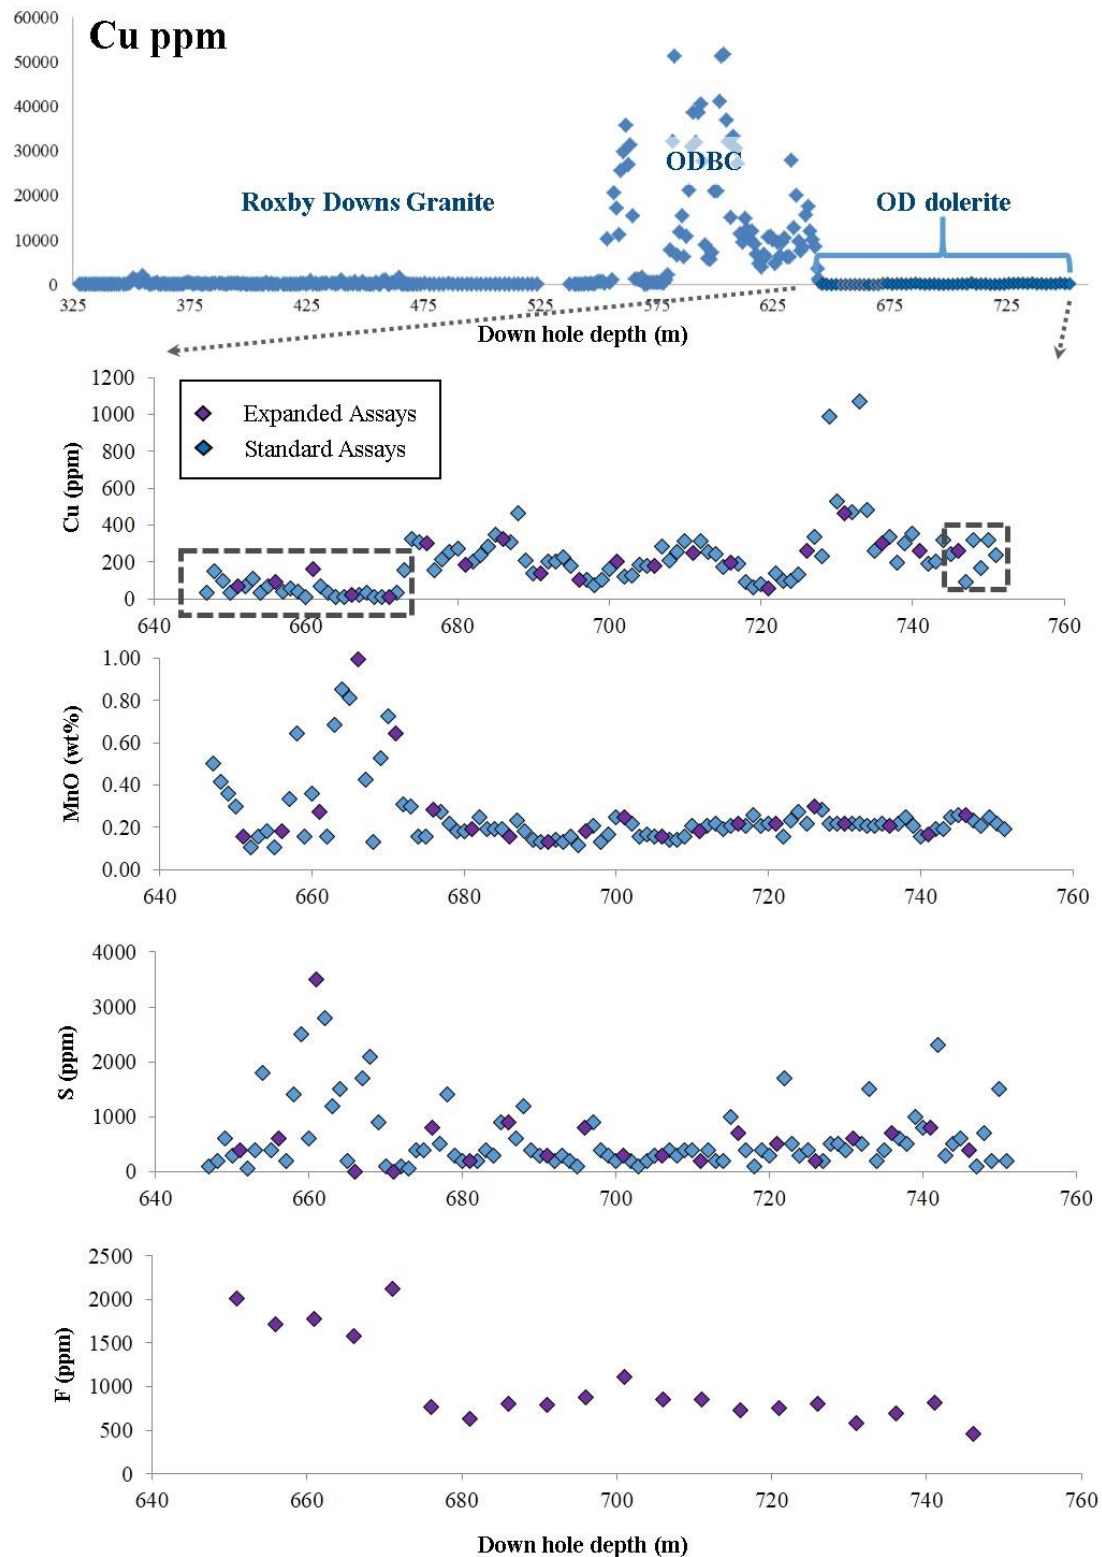 Cu ppm
60000
50000
40000
30000
20000
10000
0
ODBC
Roxby Downs Granite
OD dolerite
325 375 425 475 525 575 625 675 725
Down hole depth (m)
Cu (ppm)
1200
1000
800
600
400
200
0
Expanded Assays
Standard Assays
640 660 680 700 720 740 760
MnO (wt%)
1.00
0.80
0.60
0.40
0.20
0.00
640 660 680 700 720 740 760
S (ppm)
4000
3000
2000
1000
0
640 660 680 700 720 740 760
F (ppm)
2500
2000
1500
1000
500
0
640 660 680 700 720 740 760
Down hole depth (m)